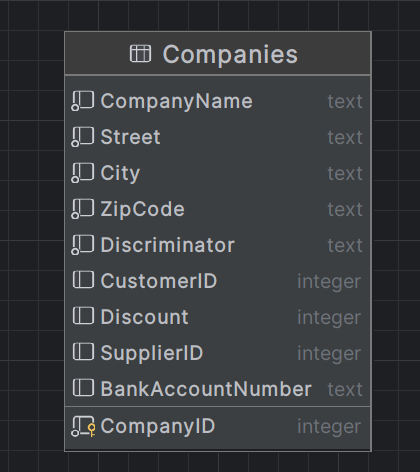 Companies
CompanyName text
Street text
City text
ZipCode text
Discriminator text
CustomerID integer
Discount integer
SupplierID integer
BankAccountNumber text
CompanyID integer